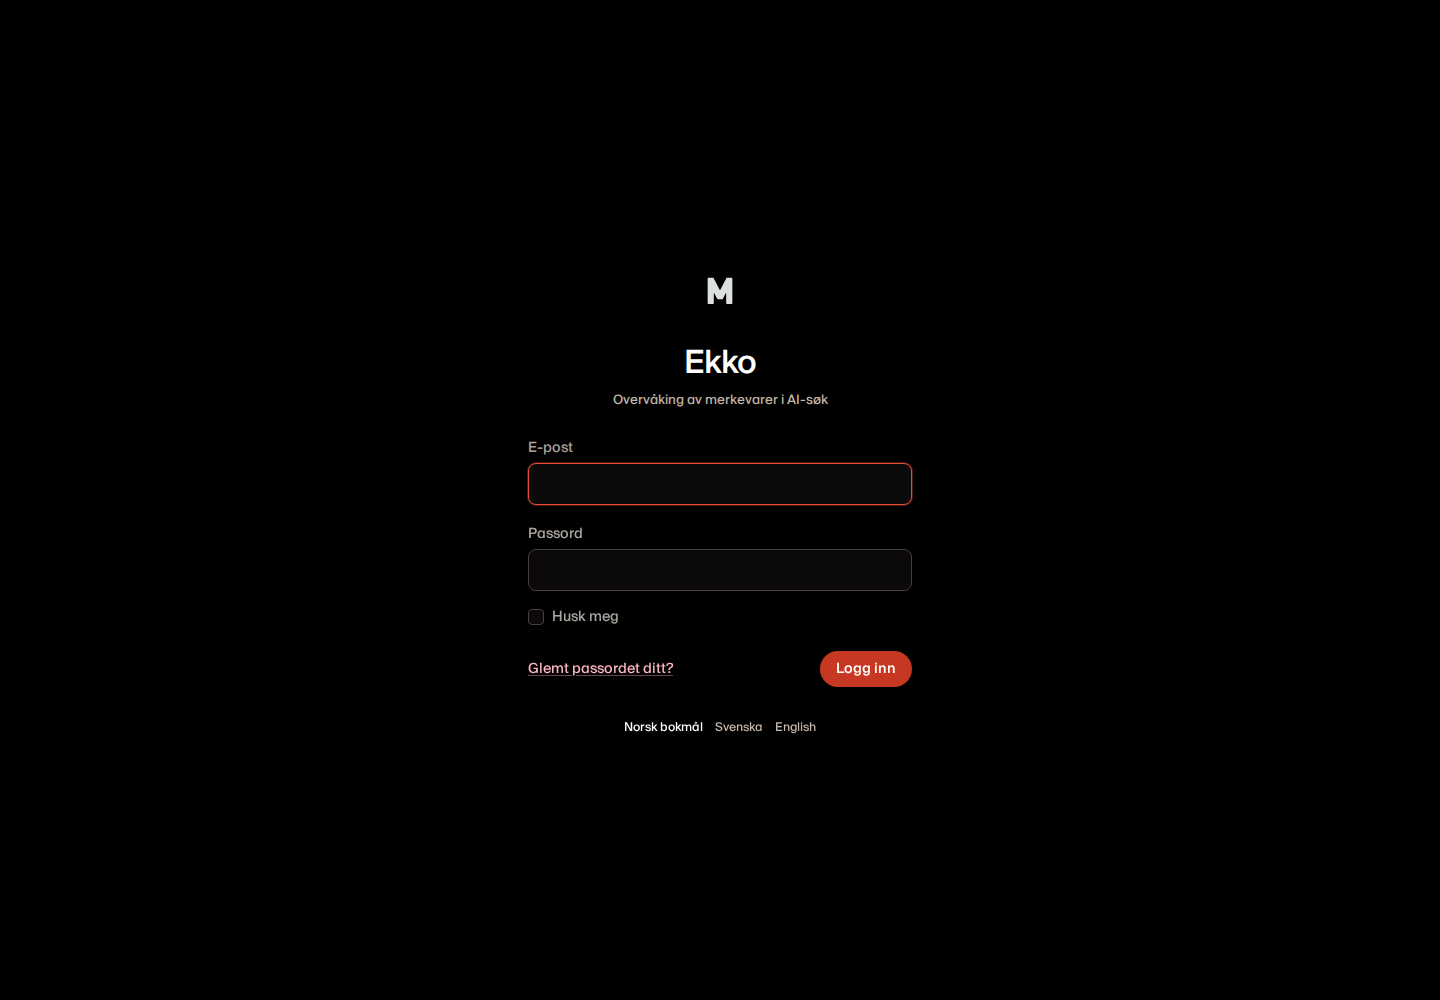 M
Ekko
Overvåking av merkevarer i AI-søk
E-post
Passord
Husk meg
Glemt passordet ditt?
Logg inn
Norsk bokmål Svenska English